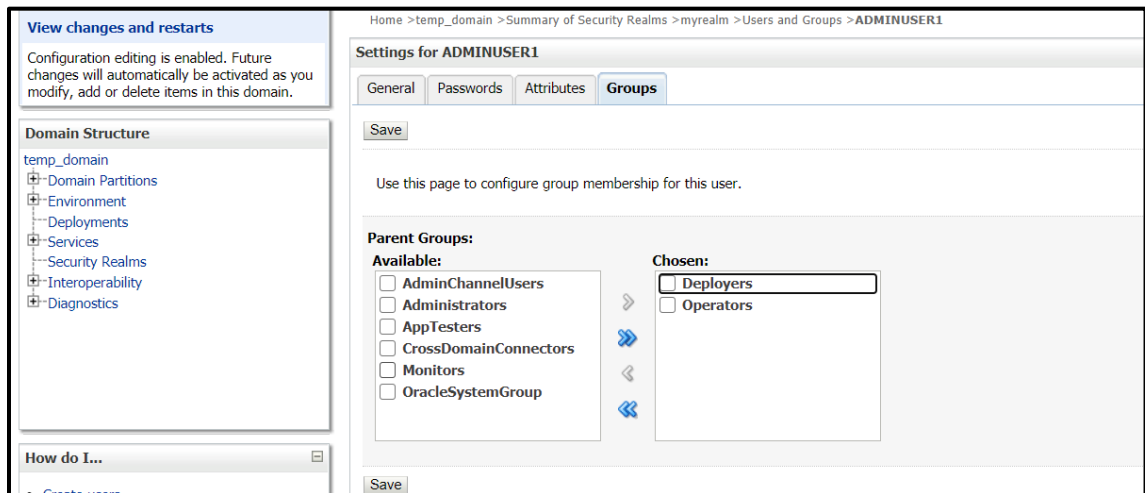 View changes and restarts
Configuration editing is enabled. Future
changes will automatically be activated as you
modify, add or delete items in this domain.
Domain Structure
temp_domain
Domain Partitions
Environment
Deployments
Services
Security Realms
Interoperability
Diagnostics
How do I...
Create users
Home >temp_domain >Summary of Security Realms >myrealm >Users and Groups >ADMINUSER1
Settings for ADMINUSER1
General Passwords Attributes Groups
Save
Use this page to configure group membership for this user.
Parent Groups:
Available:
AdminChannelUsers
Administrators
AppTesters
CrossDomainConnectors
Monitors
OracleSystemGroup
Chosen:
Deployers
Operators
Save